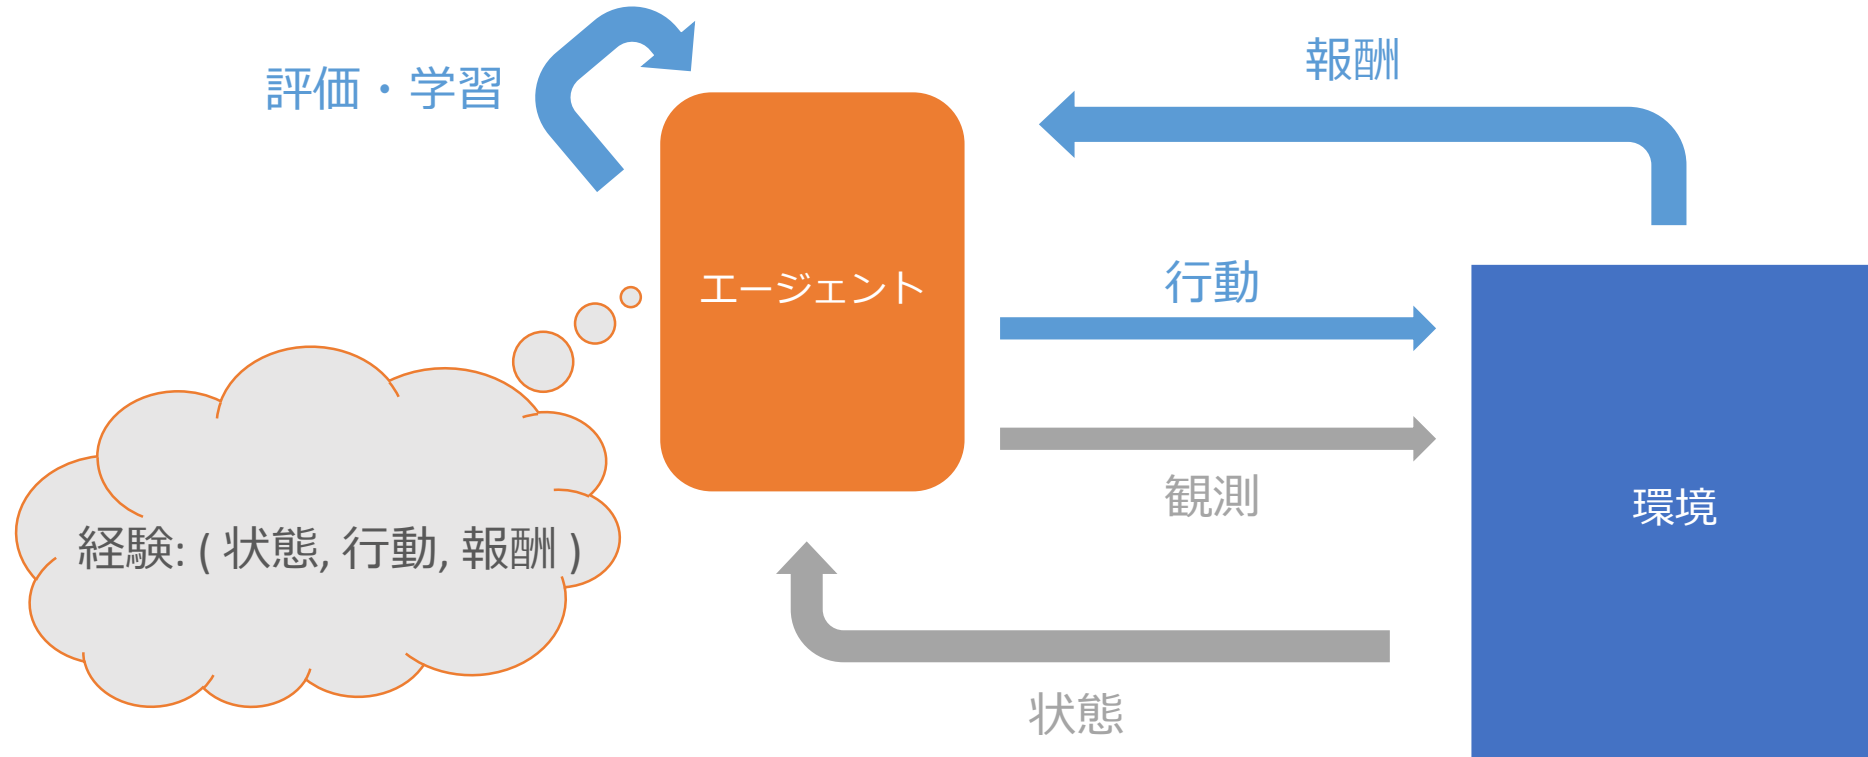 報酬
評価・学習
エージェント
行動
観測
環境
経験: ( 状態, 行動, 報酬 )
状態